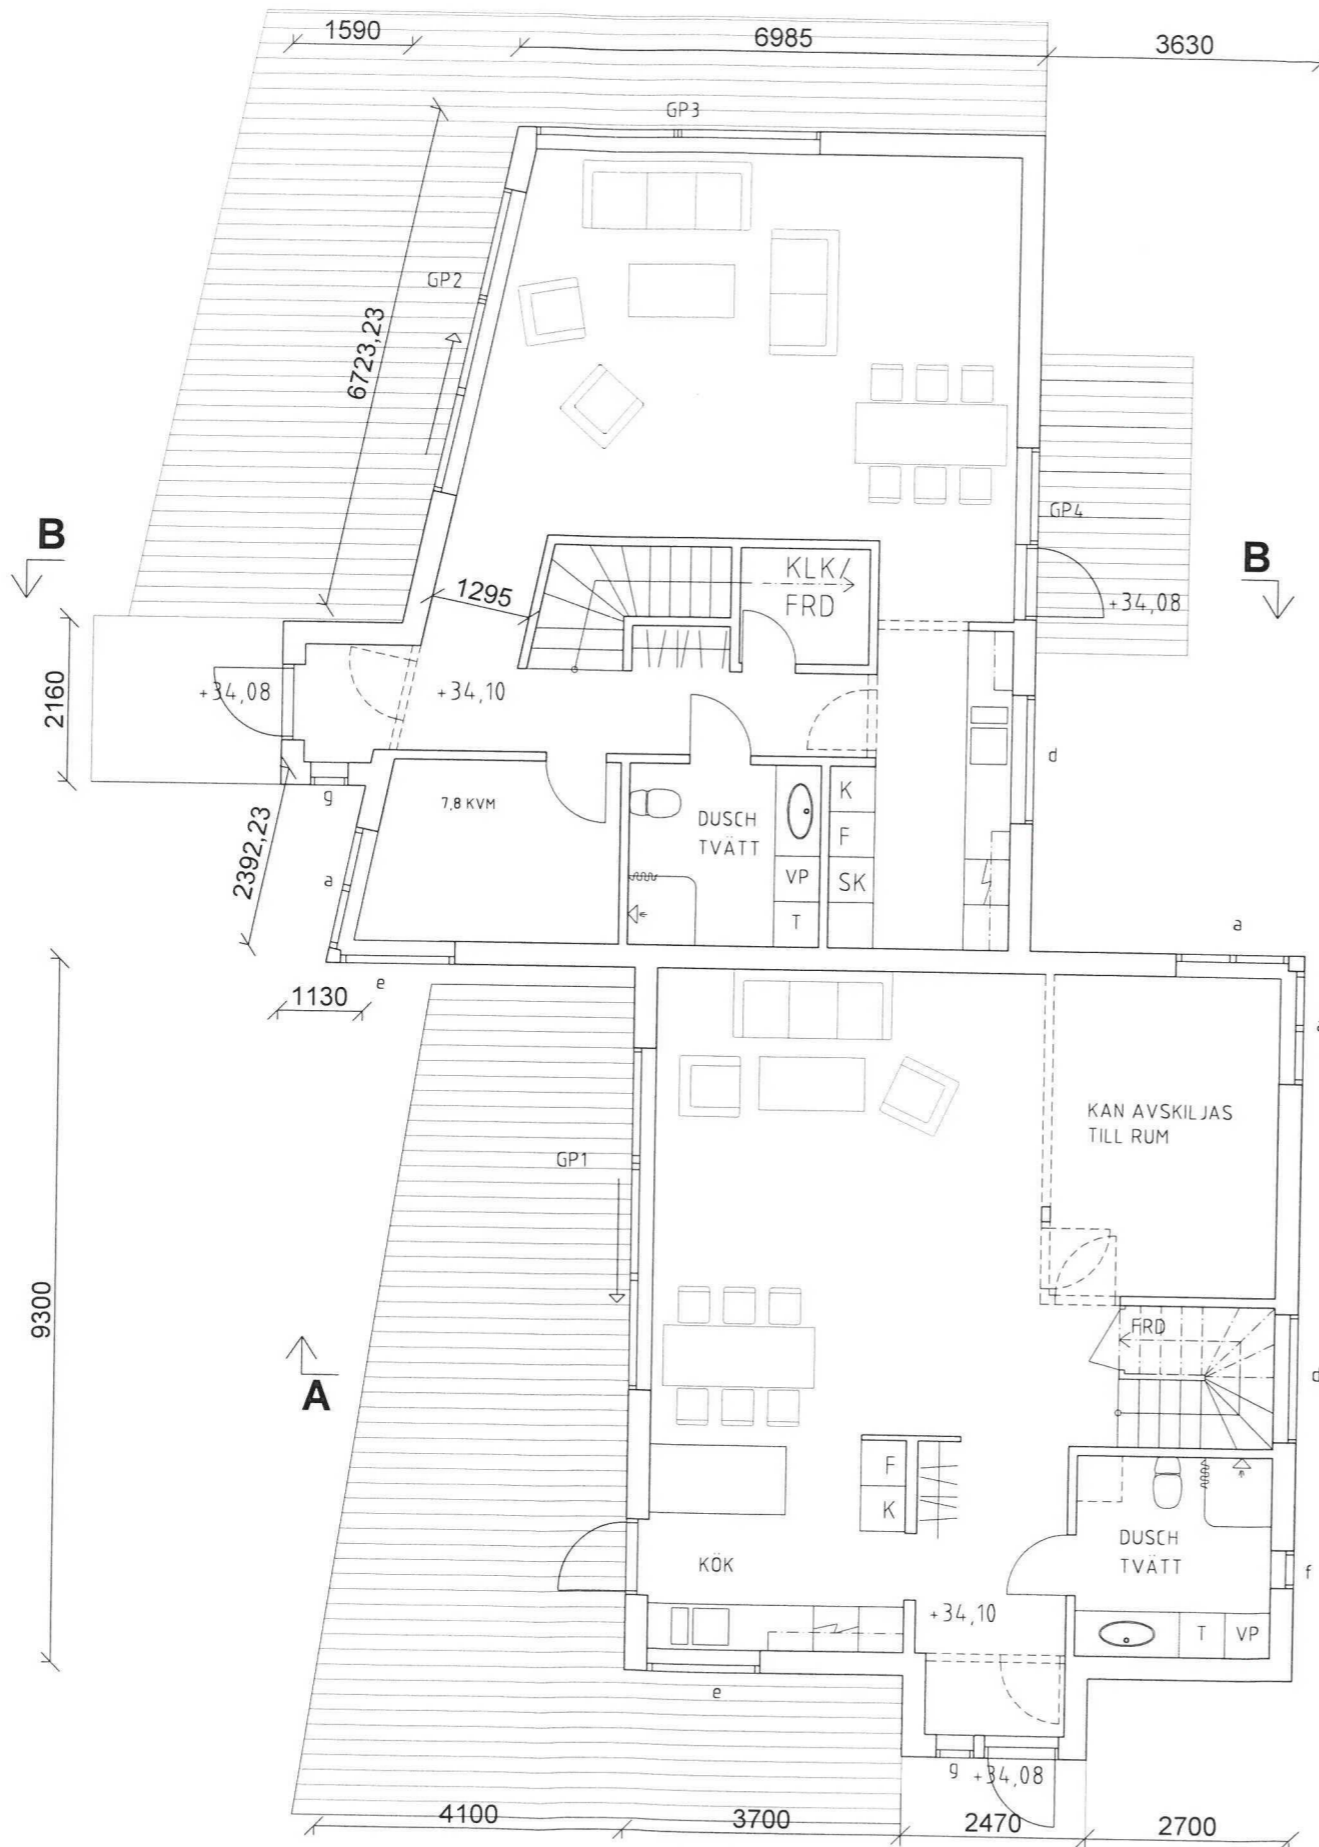 1590
6985
3630
GP3
GP2
6723,23
B
GP4
B
KLK/
FRD
1295
+34,08
2160
+34,08
+34,10
d
g
7,8 KVM
DUSCH
TVÄTT
K
F
VP
SK
T
2392,23
a
a
e
1130
a
KAN AVSKILJAS
TILL RUM
GP1
9300
FRD
A
d
F
K
KÖK
DUSCH
TVÄTT
f
+34,10
T
VP
e
g
+34,08
4100
3700
2470
2700